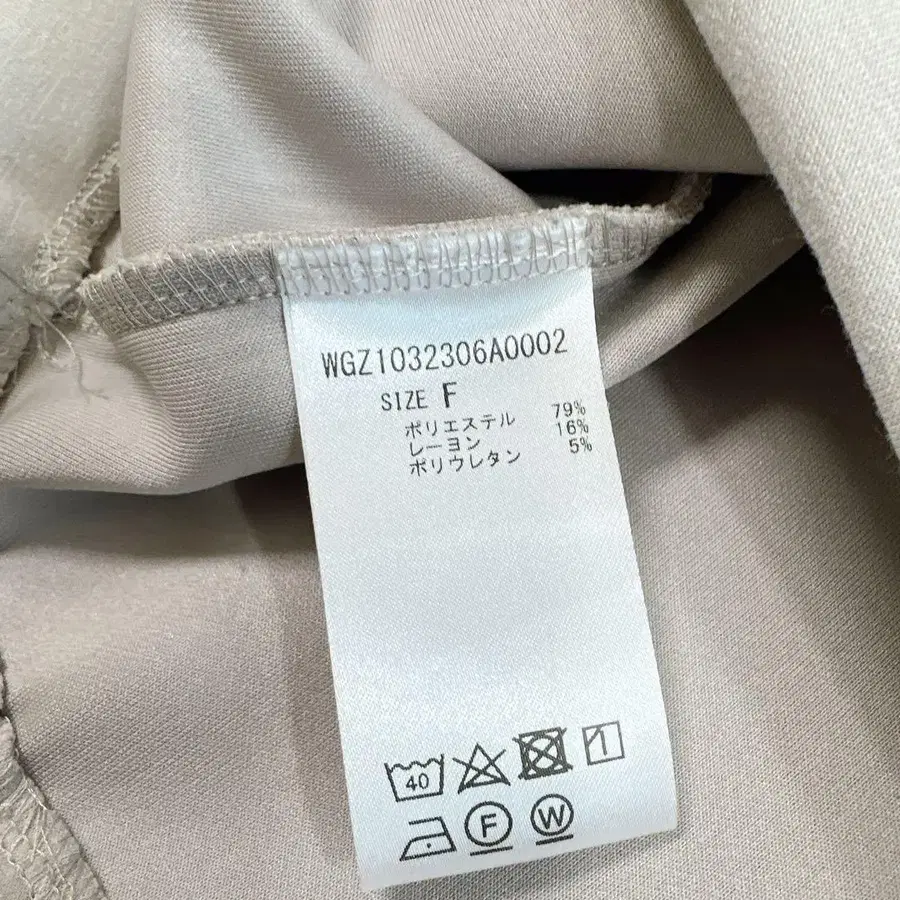 WGZ1032306A0002
SIZE F
ポリエステル 79%
レーヨン 16%
ポリウレタン 5%
40
F W